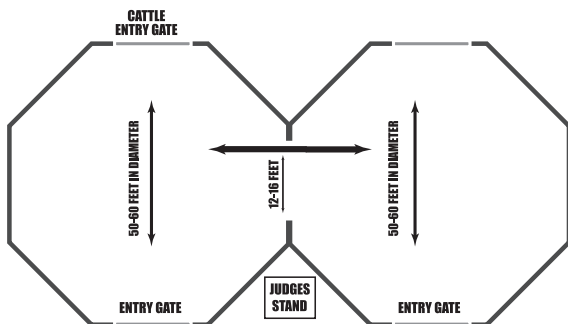 CATTLE
ENTRY GATE
50-60 FEET IN DIAMETER
12-16 FEET
50-60 FEET IN DIAMETER
ENTRY GATE
JUDGES
STAND
ENTRY GATE